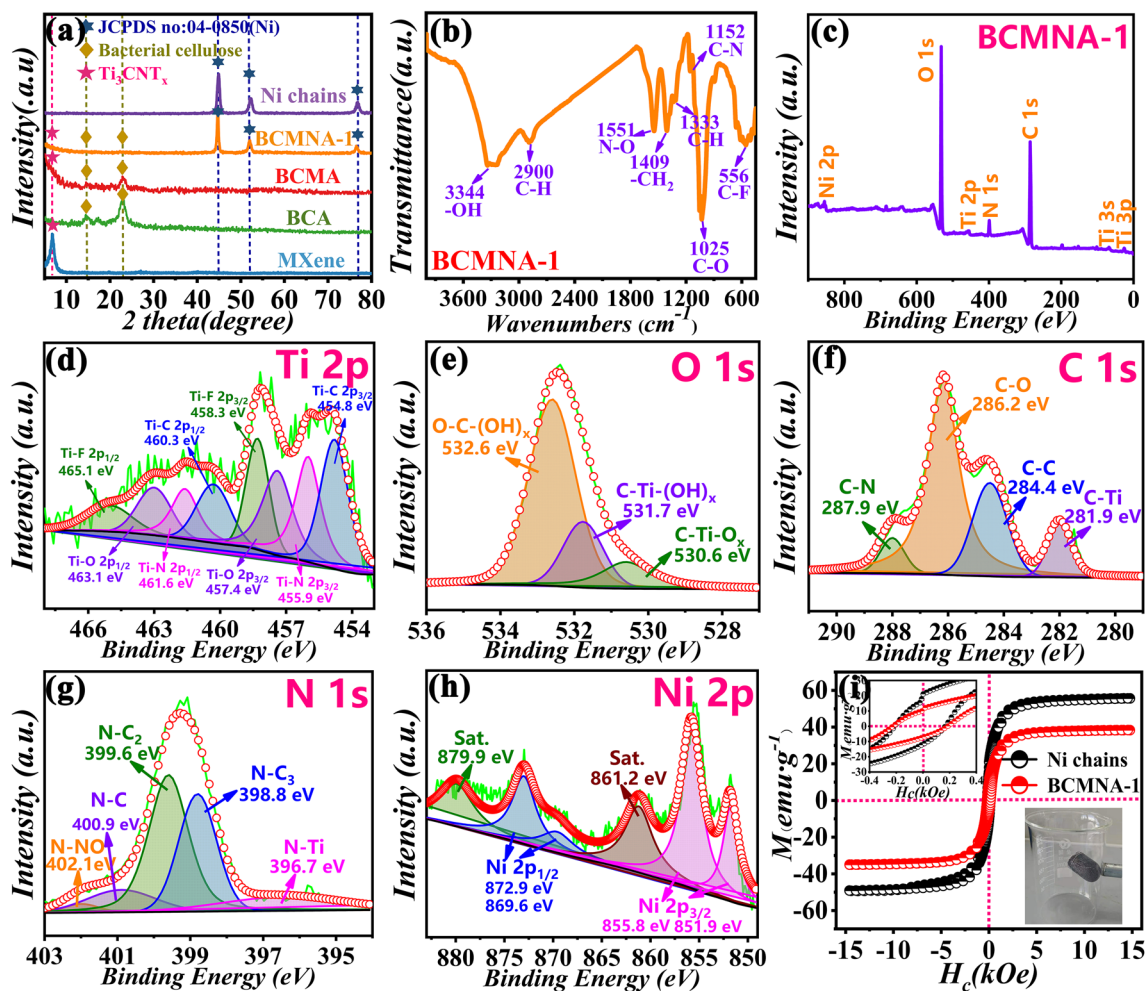 (a)
JCPDS no:04-0850(Ni)
Bacterial cellulose
Ti₃CNTₓ
Ni chains
BCMNA-1
BCMA
BCA
MXene
Intensity(.a.u)
10 20 30 40 50 60 70 80
2 theta(degree)
(b)
1152
C-N
1551
N-O
1333
C-H
1409
-CH₂
2900
C-H
3344
-OH
556
C-F
1025
C-O
BCMNA-1
Transmittance(a.u.)
3600 3000 2400 1800 1200 600
Wavenumbers (cm⁻¹)
(c)
BCMNA-1
O 1s
C 1s
Ni 2p
Ti 2p
N 1s
Ti 3s
Ti 3p
Intensity (a.u.)
900 600 300 0
Binding Energy (eV)
(d)
Ti 2p
Ti-C 2p₃/₂
454.8 eV
Ti-F 2p₃/₂
458.3 eV
Ti-C 2p₁/₂
460.3 eV
Ti-F 2p₁/₂
465.1 eV
Ti-O 2p₁/₂
463.1 eV
Ti-N 2p₁/₂
461.6 eV
Ti-O 2p₃/₂
457.4 eV
Ti-N 2p₃/₂
455.9 eV
Intensity (a.u.)
466 463 460 457 454
Binding Energy (eV)
(e)
O 1s
O-C-(OH)ₓ
532.6 eV
C-Ti-(OH)ₓ
531.7 eV
C-Ti-Oₓ
530.6 eV
Intensity (a.u.)
536 534 532 530 528
Binding Energy (eV)
(f)
C 1s
C-O
286.2 eV
C-N
287.9 eV
C-C
284.4 eV
C-Ti
281.9 eV
Intensity (a.u.)
290 288 286 284 282 280
Binding Energy (eV)
(g)
N 1s
N-C₂
399.6 eV
N-C₃
398.8 eV
N-C
400.9 eV
N-NO
402.1eV
N-Ti
396.7 eV
Intensity (a.u.)
403 401 399 397 395
Binding Energy (eV)
(h)
Ni 2p
Sat.
879.9 eV
Sat.
861.2 eV
Ni 2p₁/₂
872.9 eV
869.6 eV
Ni 2p₃/₂
855.8 eV 851.9 eV
Intensity (a.u.)
880 875 870 865 860 855 850
Binding Energy (eV)
(i)
M emu·g⁻¹
30
20
10
0
-10
-20
-30
-0.4 -0.2 0.0 0.2 0.4
Hc(kOe)
Ni chains
BCMNA-1
M(emu·g⁻¹)
60
40
20
0
-20
-40
-60
-15 -10 -5 0 5 10 15
Hc(kOe)